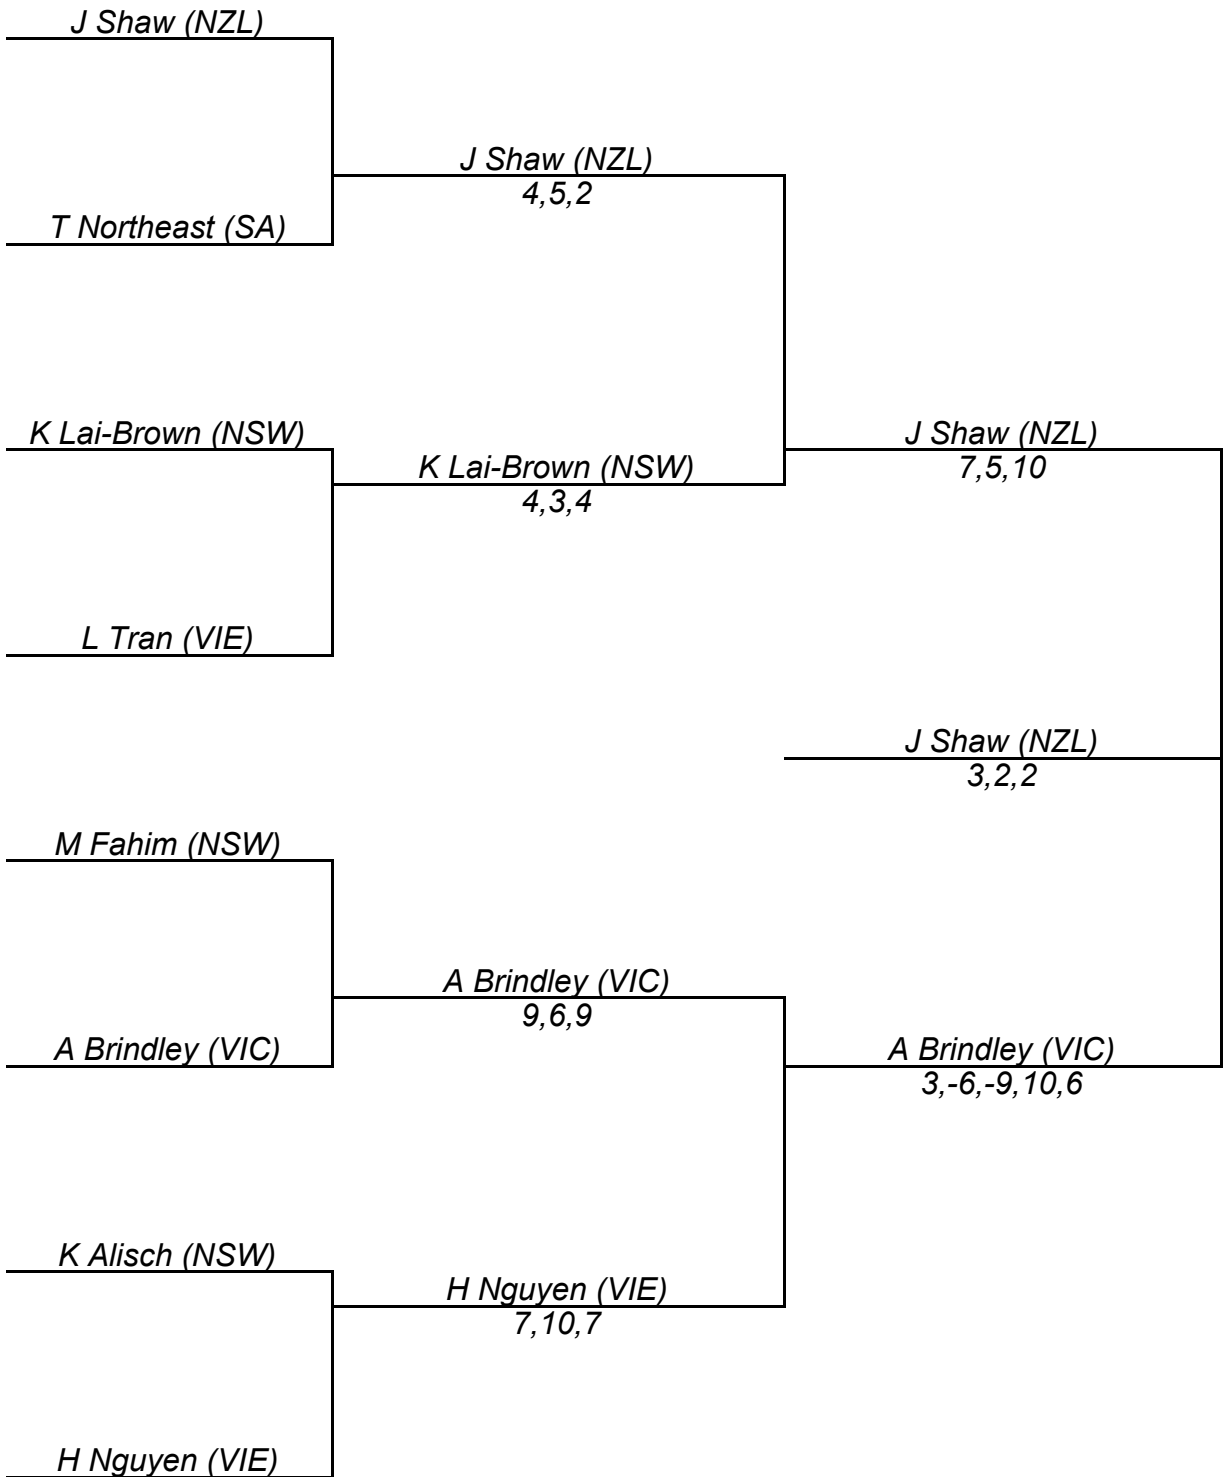 J Shaw (NZL)
J Shaw (NZL)
4,5,2
T Northeast (SA)
K Lai-Brown (NSW)
J Shaw (NZL)
7,5,10
K Lai-Brown (NSW)
4,3,4
L Tran (VIE)
J Shaw (NZL)
3,2,2
M Fahim (NSW)
A Brindley (VIC)
9,6,9
A Brindley (VIC)
A Brindley (VIC)
3,-6,-9,10,6
K Alisch (NSW)
H Nguyen (VIE)
7,10,7
H Nguyen (VIE)